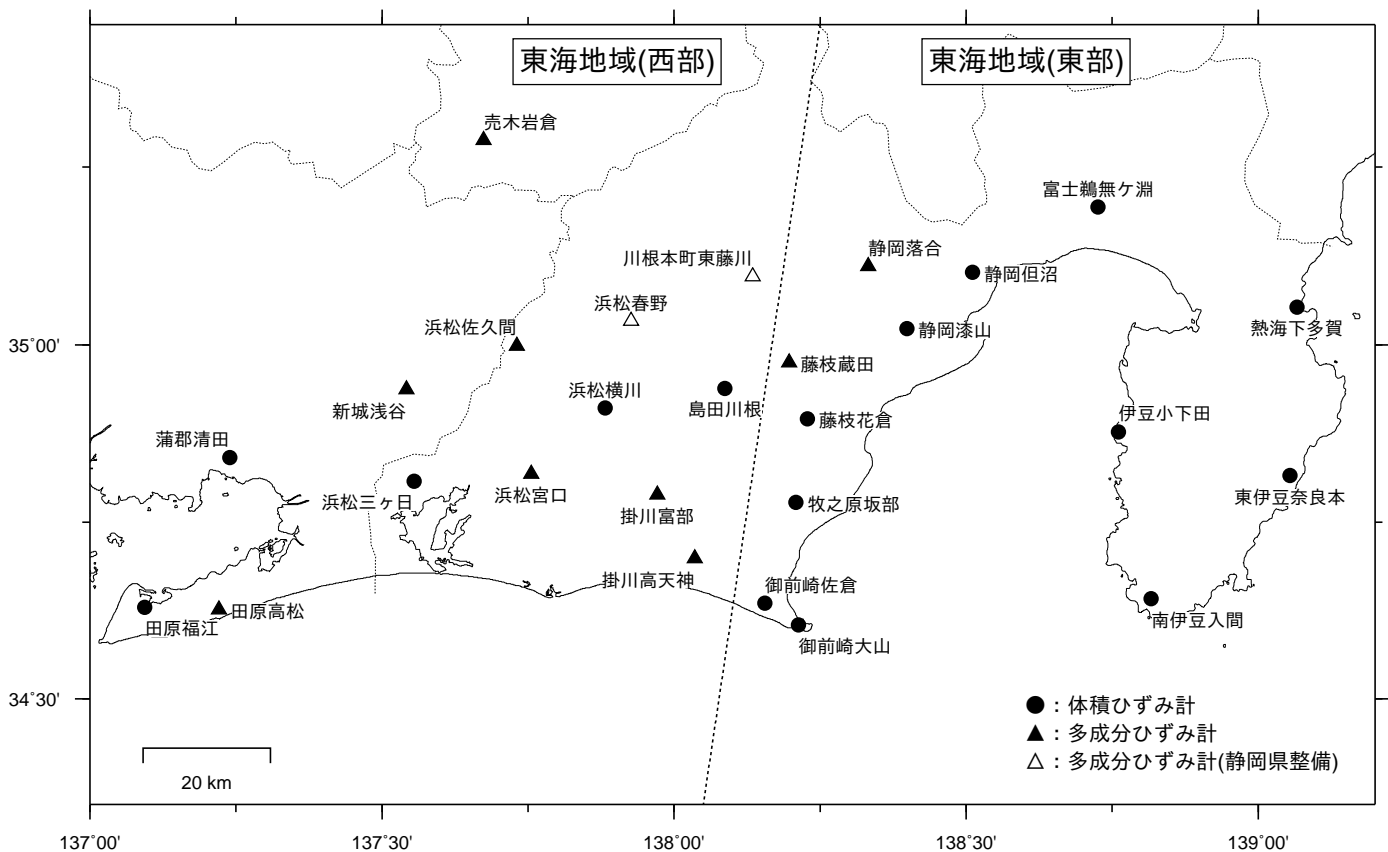 東海地域(西部)
東海地域(東部)
売木岩倉
富士鵜無ケ淵
静岡落合
川根本町東藤川
静岡但沼
浜松春野
熱海下多賀
浜松佐久間
静岡漆山
35°00'
藤枝蔵田
浜松横川
島田川根
新城浅谷
伊豆小下田
藤枝花倉
蒲郡清田
浜松三ヶ日
浜松宮口
東伊豆奈良本
牧之原坂部
掛川富部
掛川高天神
御前崎佐倉
田原高松
田原福江
南伊豆入間
御前崎大山
34°30'
●：体積ひずみ計
▲：多成分ひずみ計
△：多成分ひずみ計(静岡県整備)
20 km
137°00'
137°30'
138°00'
138°30'
139°00'